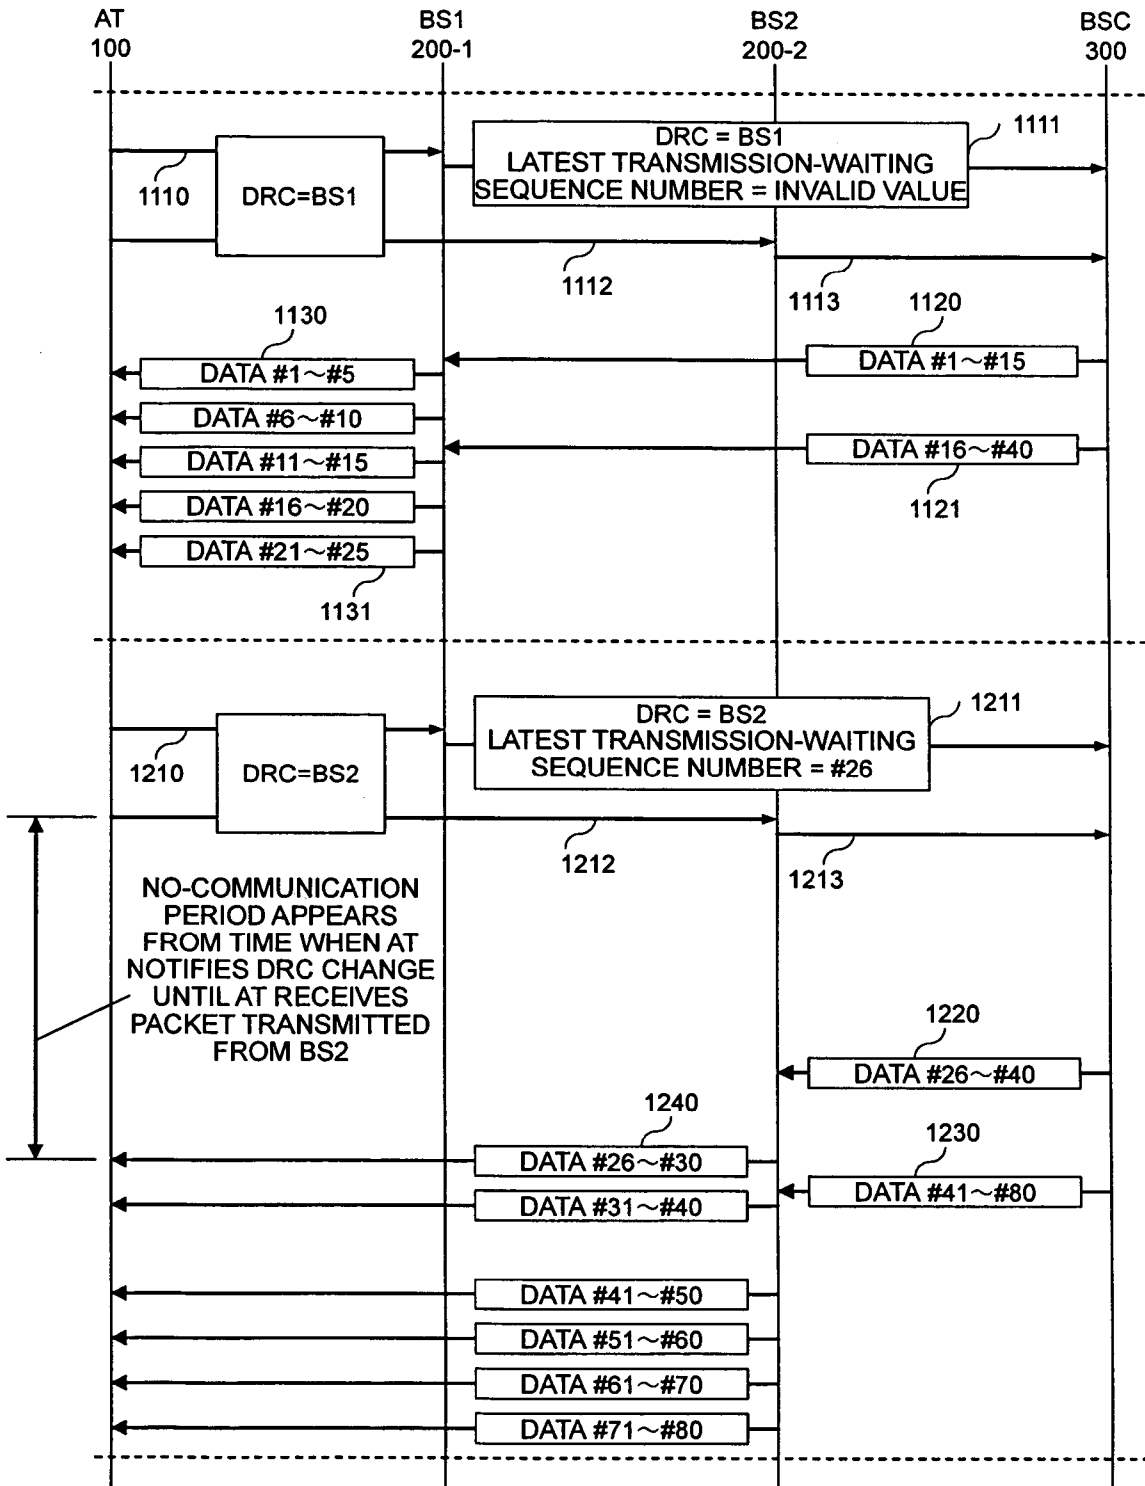 AT
100
BS1
200-1
BS2
200-2
BSC
300
1110
DRC=BS1
DRC = BS1
LATEST TRANSMISSION-WAITING
SEQUENCE NUMBER = INVALID VALUE
1111
1112
1113
1130
1120
DATA #1~#5
DATA #1~#15
DATA #6~#10
DATA #11~#15
DATA #16~#40
DATA #16~#20
1121
DATA #21~#25
1131
1210
DRC=BS2
DRC = BS2
LATEST TRANSMISSION-WAITING
SEQUENCE NUMBER = #26
1211
1212
1213
NO-COMMUNICATION
PERIOD APPEARS
FROM TIME WHEN AT
NOTIFIES DRC CHANGE
UNTIL AT RECEIVES
PACKET TRANSMITTED
FROM BS2
1220
DATA #26~#40
1240
1230
DATA #26~#30
DATA #41~#80
DATA #31~#40
DATA #41~#50
DATA #51~#60
DATA #61~#70
DATA #71~#80